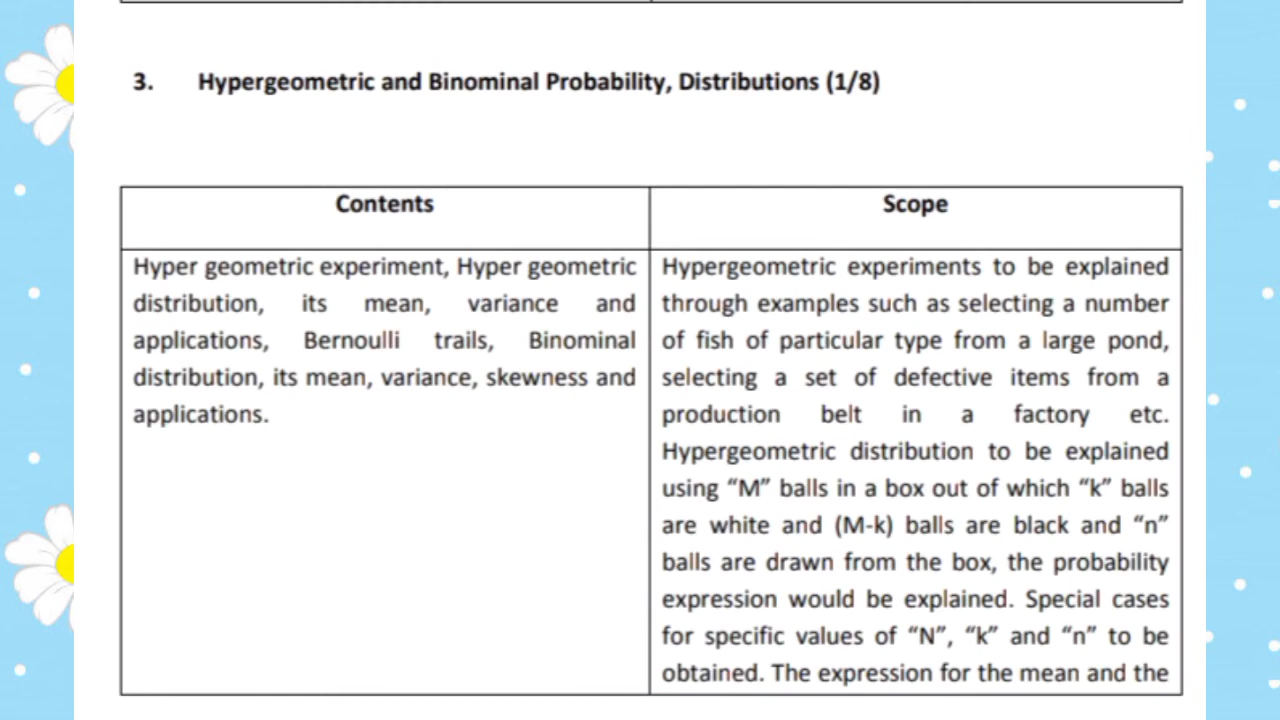 3. Hypergeometric and Binominal Probability, Distributions (1/8)
Contents
Hyper geometric experiment, Hyper geometric
distribution, its mean, variance and
applications, Bernoulli trails, Binominal
distribution, its mean, variance, skewness and
applications.
Scope
Hypergeometric experiments to be explained
through examples such as selecting a number
of fish of particular type from a large pond,
selecting a set of defective items from a
production belt in a factory etc.
Hypergeometric distribution to be explained
using “M” balls in a box out of which “k” balls
are white and (M-k) balls are black and “n”
balls are drawn from the box, the probability
expression would be explained. Special cases
for specific values of “N”, “k” and “n” to be
obtained. The expression for the mean and the